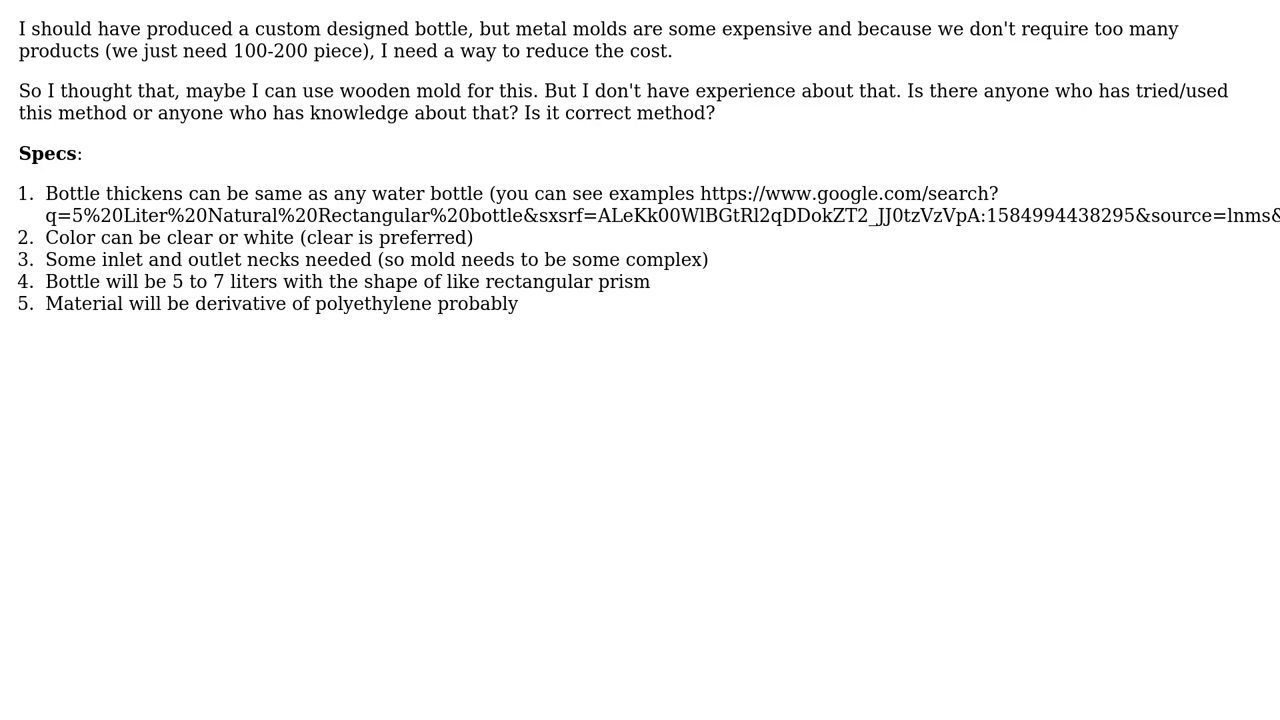 I should have produced a custom designed bottle, but metal molds are some expensive and because we don't require too many
products (we just need 100-200 piece), I need a way to reduce the cost.
So I thought that, maybe I can use wooden mold for this. But I don't have experience about that. Is there anyone who has tried/used
this method or anyone who has knowledge about that? Is it correct method?
Specs:
1. Bottle thickens can be same as any water bottle (you can see examples https://www.google.com/search?
q=5%20Liter%20Natural%20Rectangular%20bottle&sxsrf=ALeKk00WlBGtRl2qDDokZT2_JJ0tzVzVpA:1584994438295&source=lnms&
2. Color can be clear or white (clear is preferred)
3. Some inlet and outlet necks needed (so mold needs to be some complex)
4. Bottle will be 5 to 7 liters with the shape of like rectangular prism
5. Material will be derivative of polyethylene probably